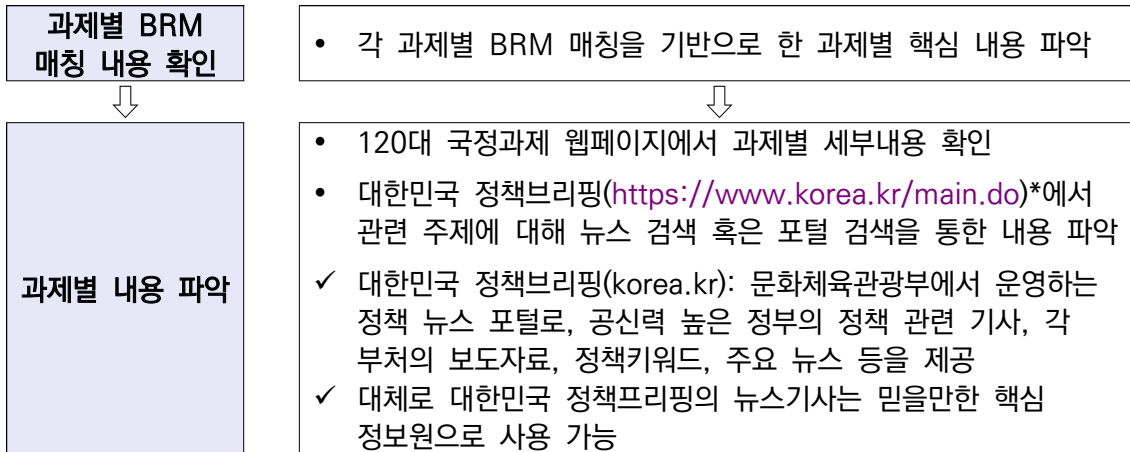 과제별 BRM
매칭 내용 확인
• 각 과제별 BRM 매칭을 기반으로 한 과제별 핵심 내용 파악
과제별 내용 파악
• 120대 국정과제 웹페이지에서 과제별 세부내용 확인
• 대한민국 정책브리핑(https://www.korea.kr/main.do)*에서
관련 주제에 대해 뉴스 검색 혹은 포털 검색을 통한 내용 파악
✓ 대한민국 정책브리핑(korea.kr): 문화체육관광부에서 운영하는
정책 뉴스 포털로, 공신력 높은 정부의 정책 관련 기사, 각
부처의 보도자료, 정책키워드, 주요 뉴스 등을 제공
✓ 대체로 대한민국 정책프리핑의 뉴스기사는 믿을만한 핵심
정보원으로 사용 가능